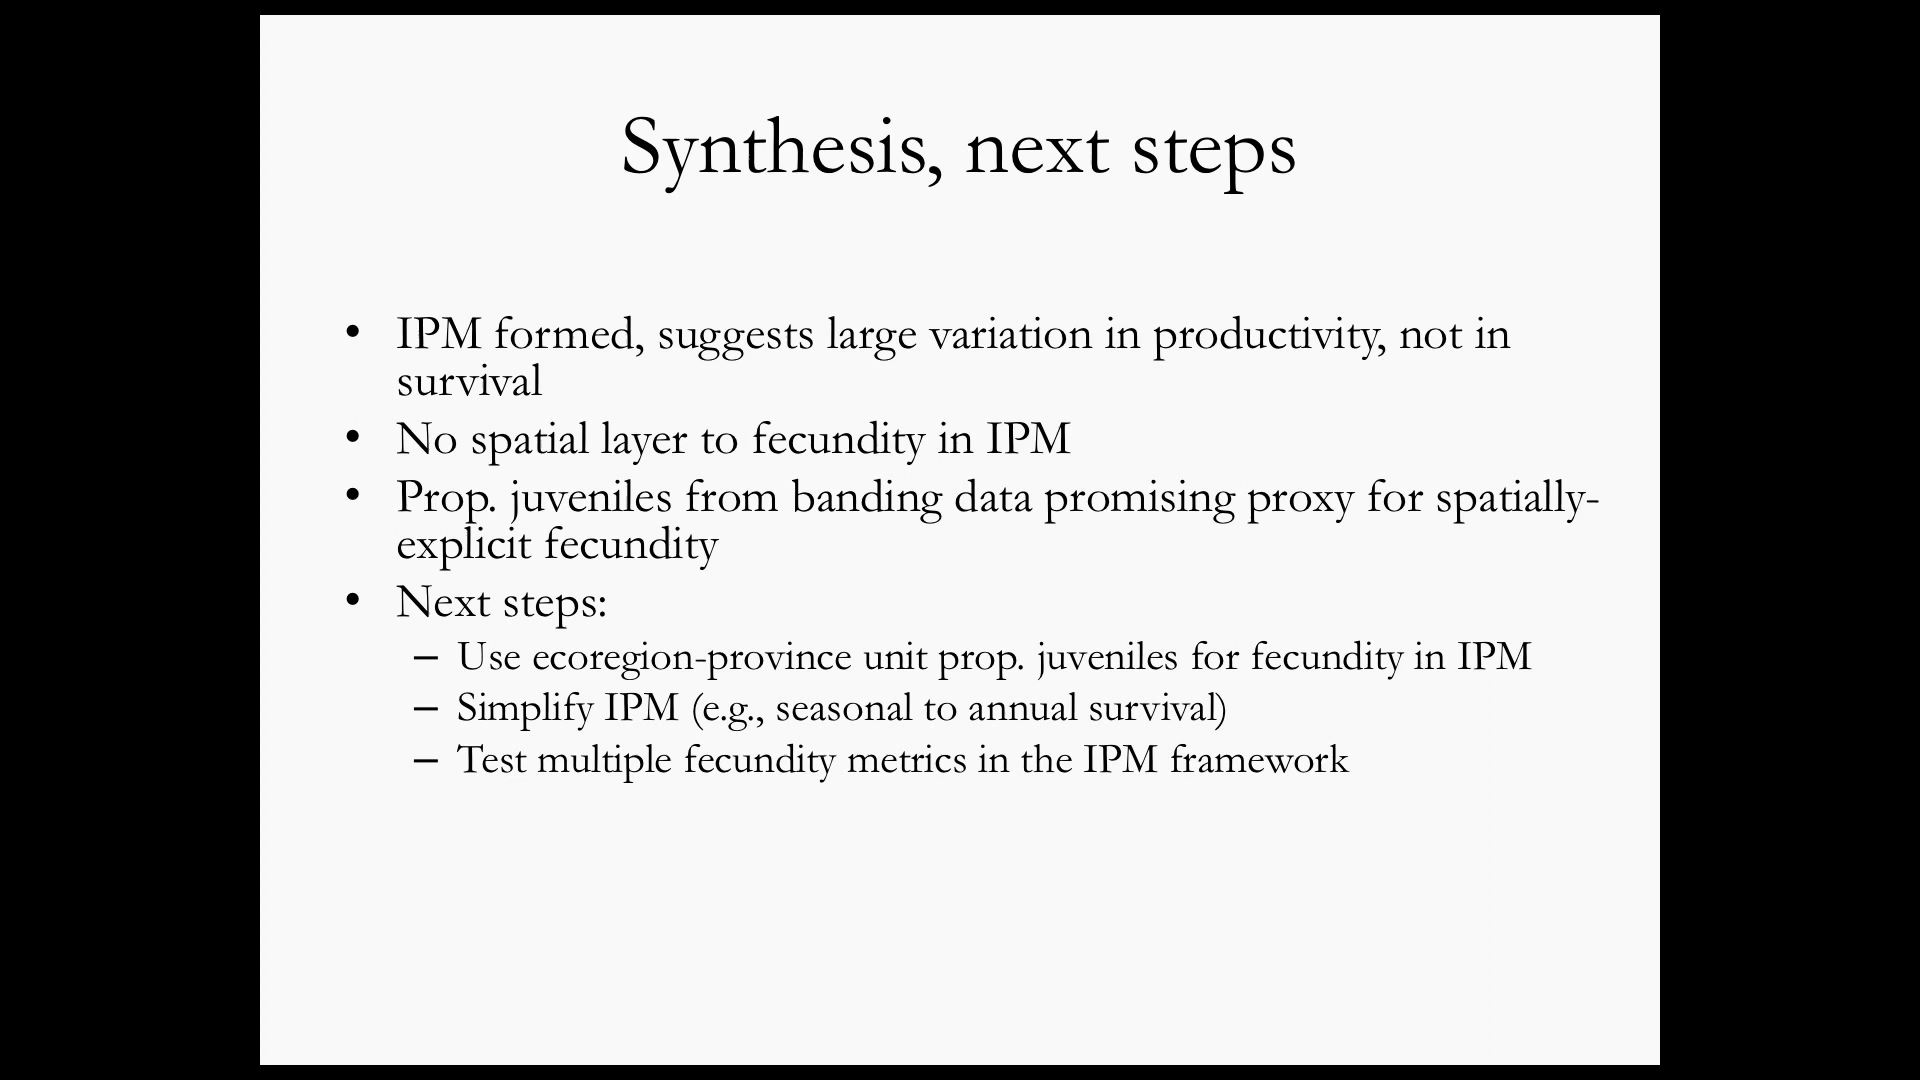 Synthesis, next steps
• IPM formed, suggests large variation in productivity, not in
survival
• No spatial layer to fecundity in IPM
• Prop. juveniles from banding data promising proxy for spatially-
explicit fecundity
• Next steps:
– Use ecoregion-province unit prop. juveniles for fecundity in IPM
– Simplify IPM (e.g., seasonal to annual survival)
– Test multiple fecundity metrics in the IPM framework